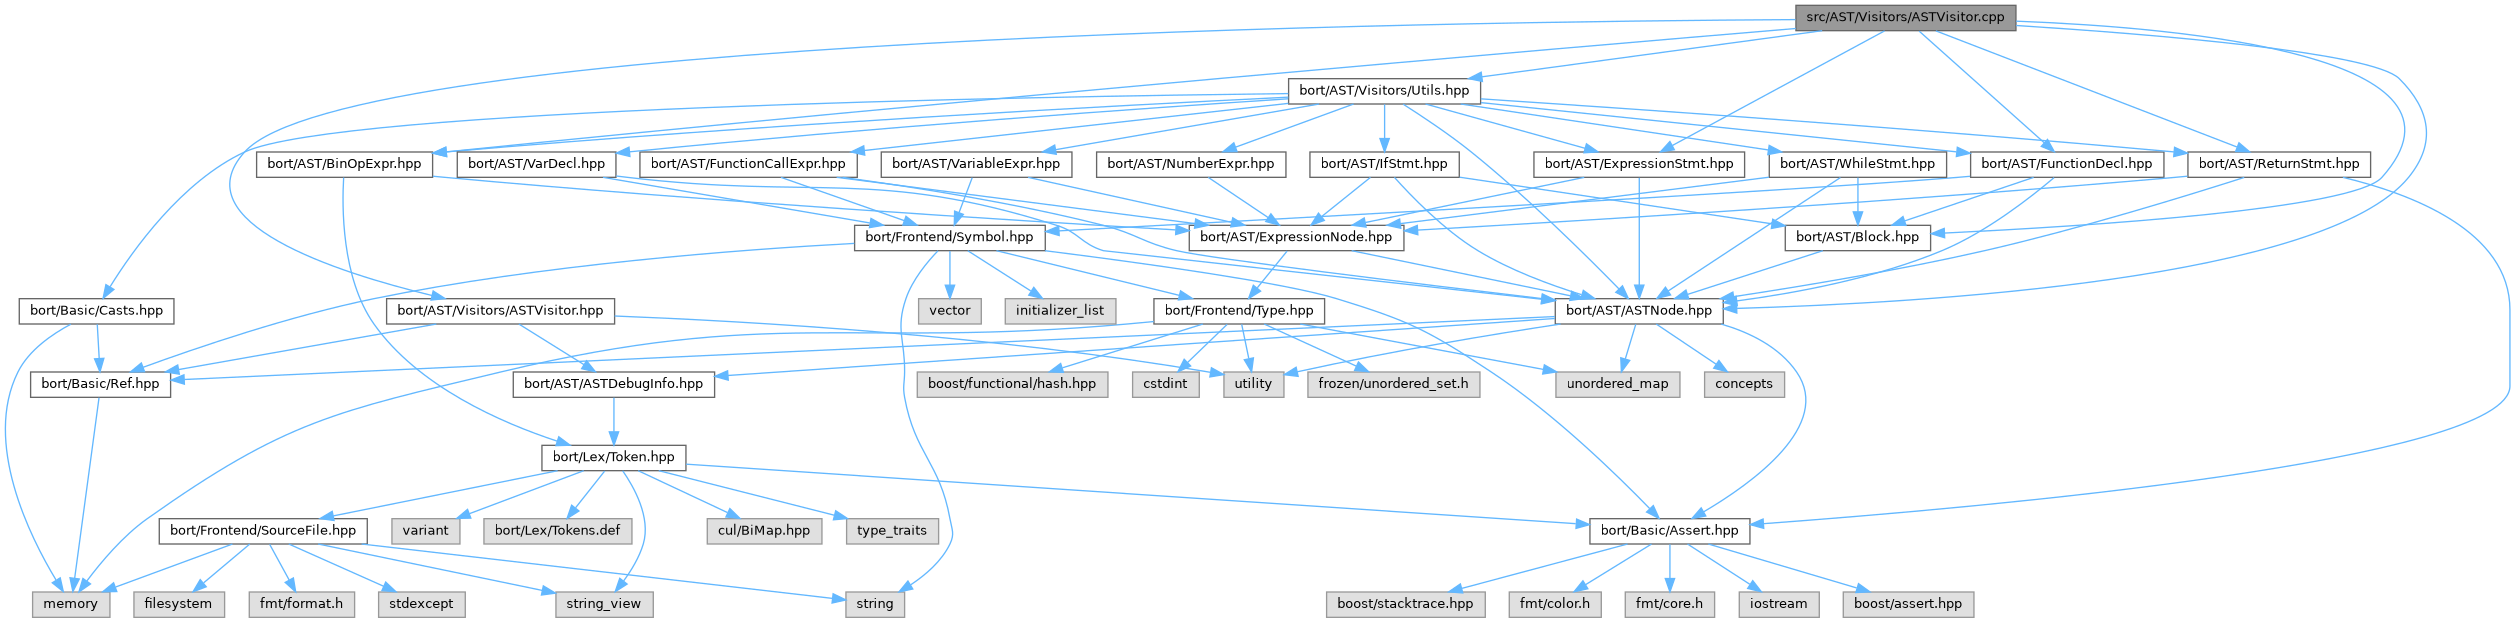 src/AST/Visitors/ASTVisitor.cpp
bort/AST/Visitors/Utils.hpp
bort/AST/BinOpExpr.hpp
bort/AST/VarDecl.hpp
bort/AST/FunctionCallExpr.hpp
bort/AST/VariableExpr.hpp
bort/AST/NumberExpr.hpp
bort/AST/IfStmt.hpp
bort/AST/ExpressionStmt.hpp
bort/AST/WhileStmt.hpp
bort/AST/FunctionDecl.hpp
bort/AST/ReturnStmt.hpp
bort/Frontend/Symbol.hpp
bort/AST/ExpressionNode.hpp
bort/AST/Block.hpp
bort/Basic/Casts.hpp
bort/AST/Visitors/ASTVisitor.hpp
vector
initializer_list
bort/Frontend/Type.hpp
bort/AST/ASTNode.hpp
bort/Basic/Ref.hpp
bort/AST/ASTDebugInfo.hpp
boost/functional/hash.hpp
cstdint
utility
frozen/unordered_set.h
unordered_map
concepts
bort/Lex/Token.hpp
bort/Frontend/SourceFile.hpp
variant
bort/Lex/Tokens.def
cul/BiMap.hpp
type_traits
bort/Basic/Assert.hpp
memory
filesystem
fmt/format.h
stdexcept
string_view
string
boost/stacktrace.hpp
fmt/color.h
fmt/core.h
iostream
boost/assert.hpp